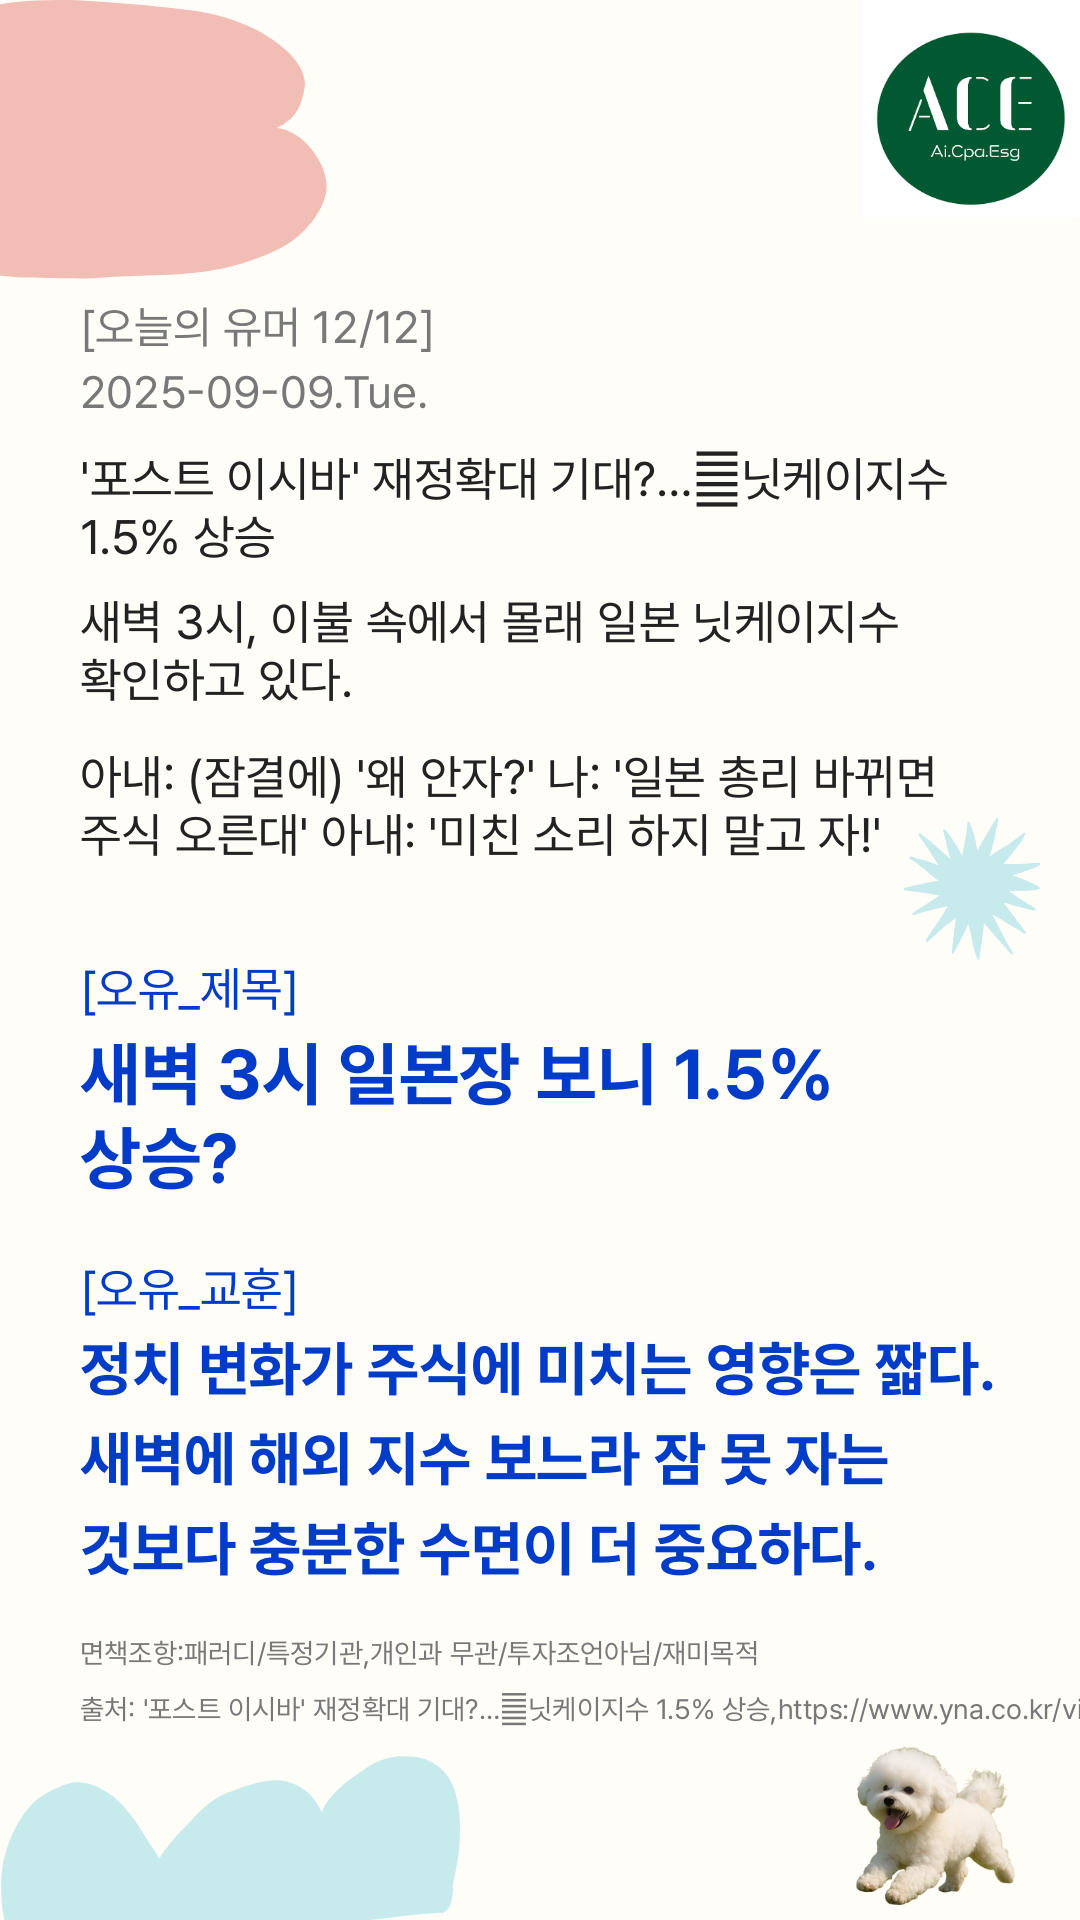 ACE
Ai.Cpa.Esg
[오늘의 유머 12/12]
2025-09-09.Tue.
'포스트 이시바' 재정확대 기대?…닛케이지수
1.5% 상승
새벽 3시, 이불 속에서 몰래 일본 닛케이지수
확인하고 있다.
아내: (잠결에) '왜 안자?' 나: '일본 총리 바뀌면
주식 오른대' 아내: '미친 소리 하지 말고 자!'
[오유_제목]
새벽 3시 일본장 보니 1.5%
상승?
[오유_교훈]
정치 변화가 주식에 미치는 영향은 짧다.
새벽에 해외 지수 보느라 잠 못 자는
것보다 충분한 수면이 더 중요하다.
면책조항:패러디/특정기관,개인과 무관/투자조언아님/재미목적
출처: '포스트 이시바' 재정확대 기대?…닛케이지수 1.5% 상승,https://www.yna.co.kr/vi